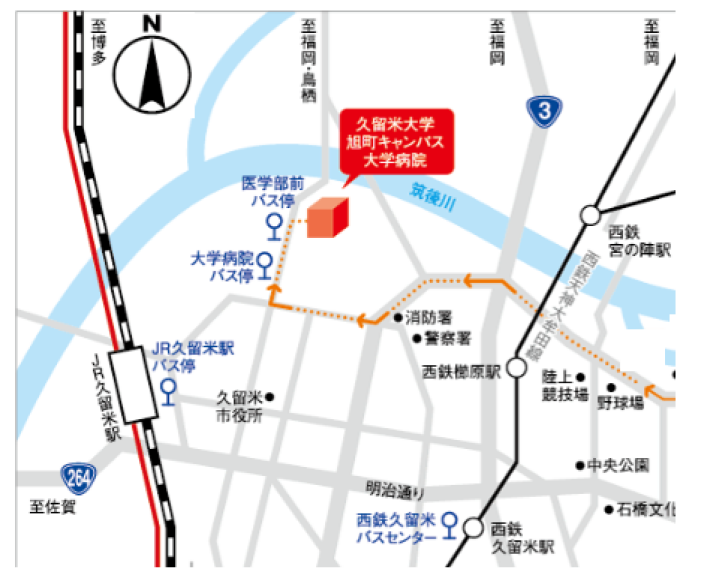 至博多
N
至福岡・鳥栖
至福岡
至福岡
3
久留米大学
旭町キャンパス
大学病院
医学部前
バス停
筑後川
大学病院
バス停
西鉄
宮の陣駅
西鉄天神大牟田線
消防署
警察署
JR久留米駅
バス停
JR久留米駅
西鉄櫛原駅
陸上
競技場
野球場
久留米
市役所
264
至佐賀
明治通り
中央公園
石橋文化
西鉄久留米
バスセンター
西鉄
久留米駅